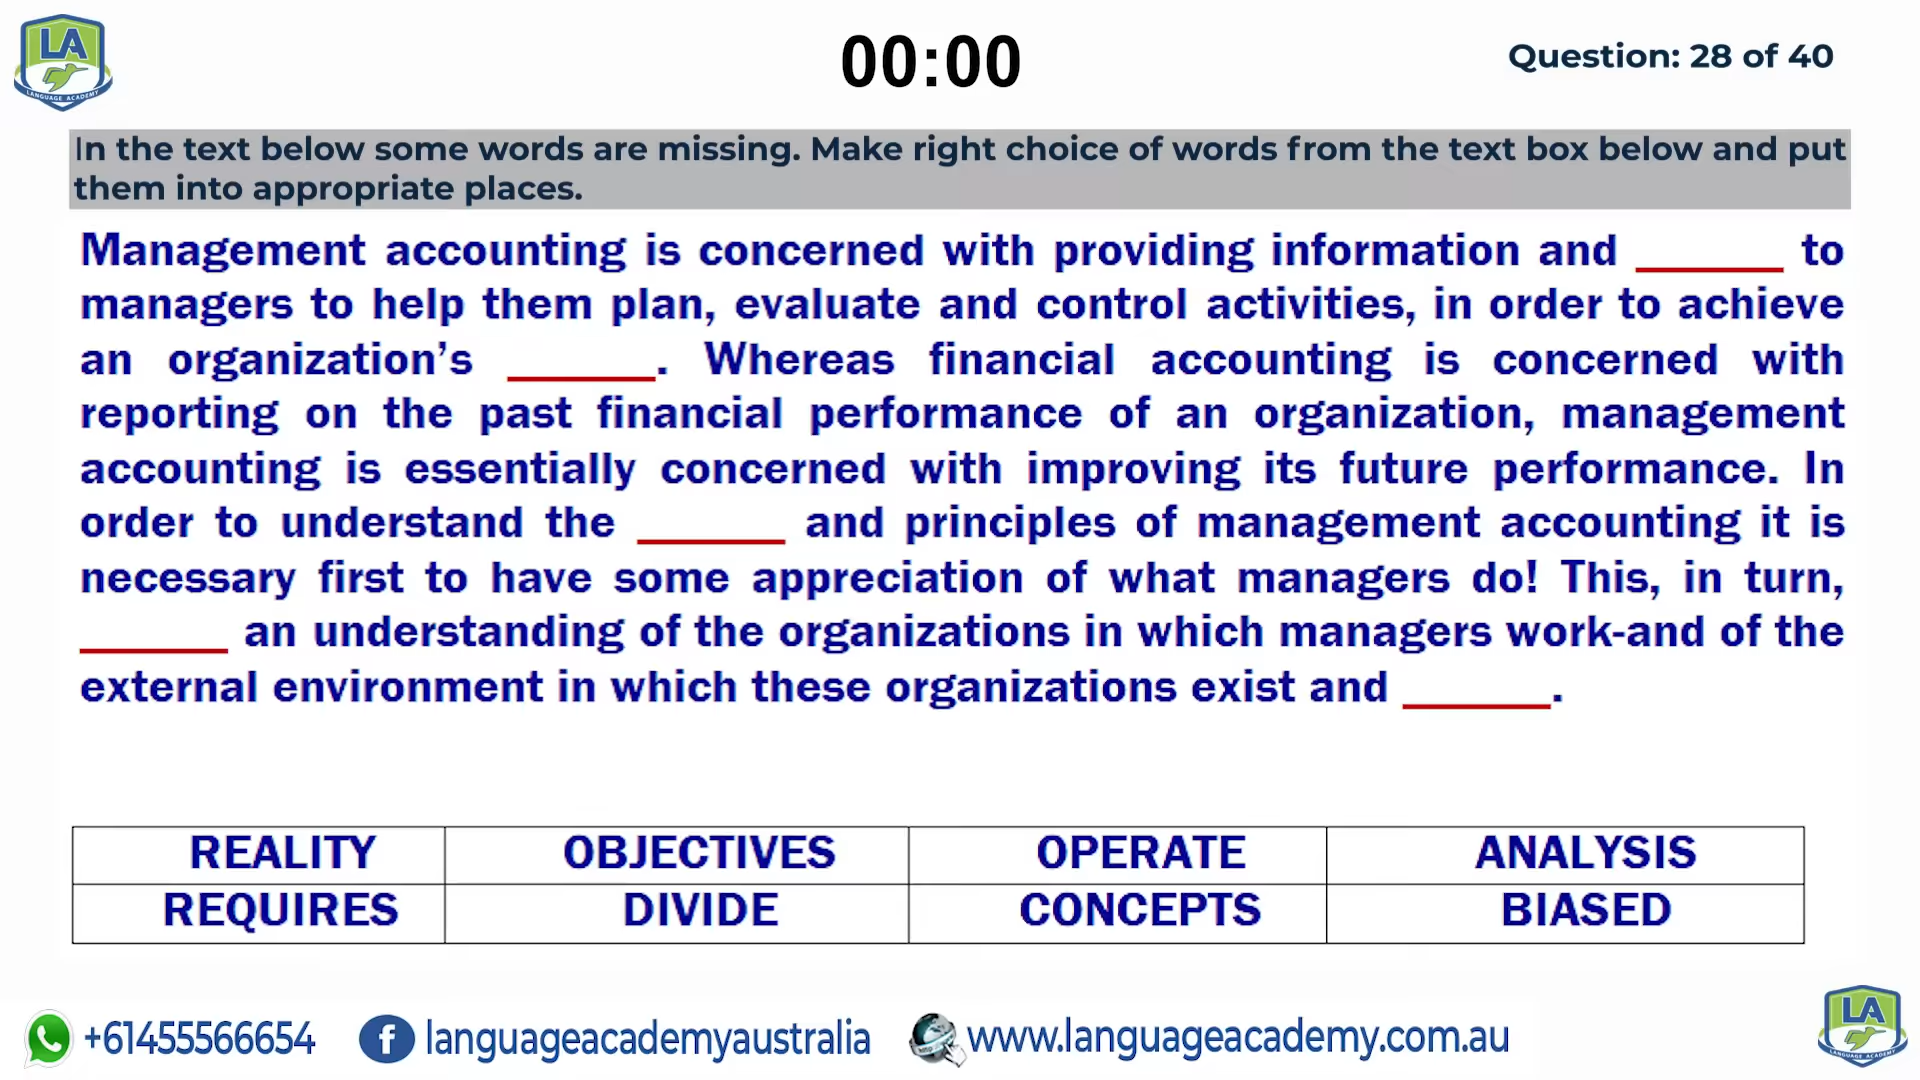 LA
LANGUAGE ACADEMY
00:00
Question: 28 of 40
In the text below some words are missing. Make right choice of words from the text box below and put
them into appropriate places.
Management accounting is concerned with providing information and ______ to
managers to help them plan, evaluate and control activities, in order to achieve
an organization’s ______. Whereas financial accounting is concerned with
reporting on the past financial performance of an organization, management
accounting is essentially concerned with improving its future performance. In
order to understand the ______ and principles of management accounting it is
necessary first to have some appreciation of what managers do! This, in turn,
______ an understanding of the organizations in which managers work-and of the
external environment in which these organizations exist and ______.
REALITY OBJECTIVES OPERATE ANALYSIS
REQUIRES DIVIDE CONCEPTS BIASED
+61455566654 languageacademyaustralia www.languageacademy.com.au
LA
LANGUAGE ACADEMY